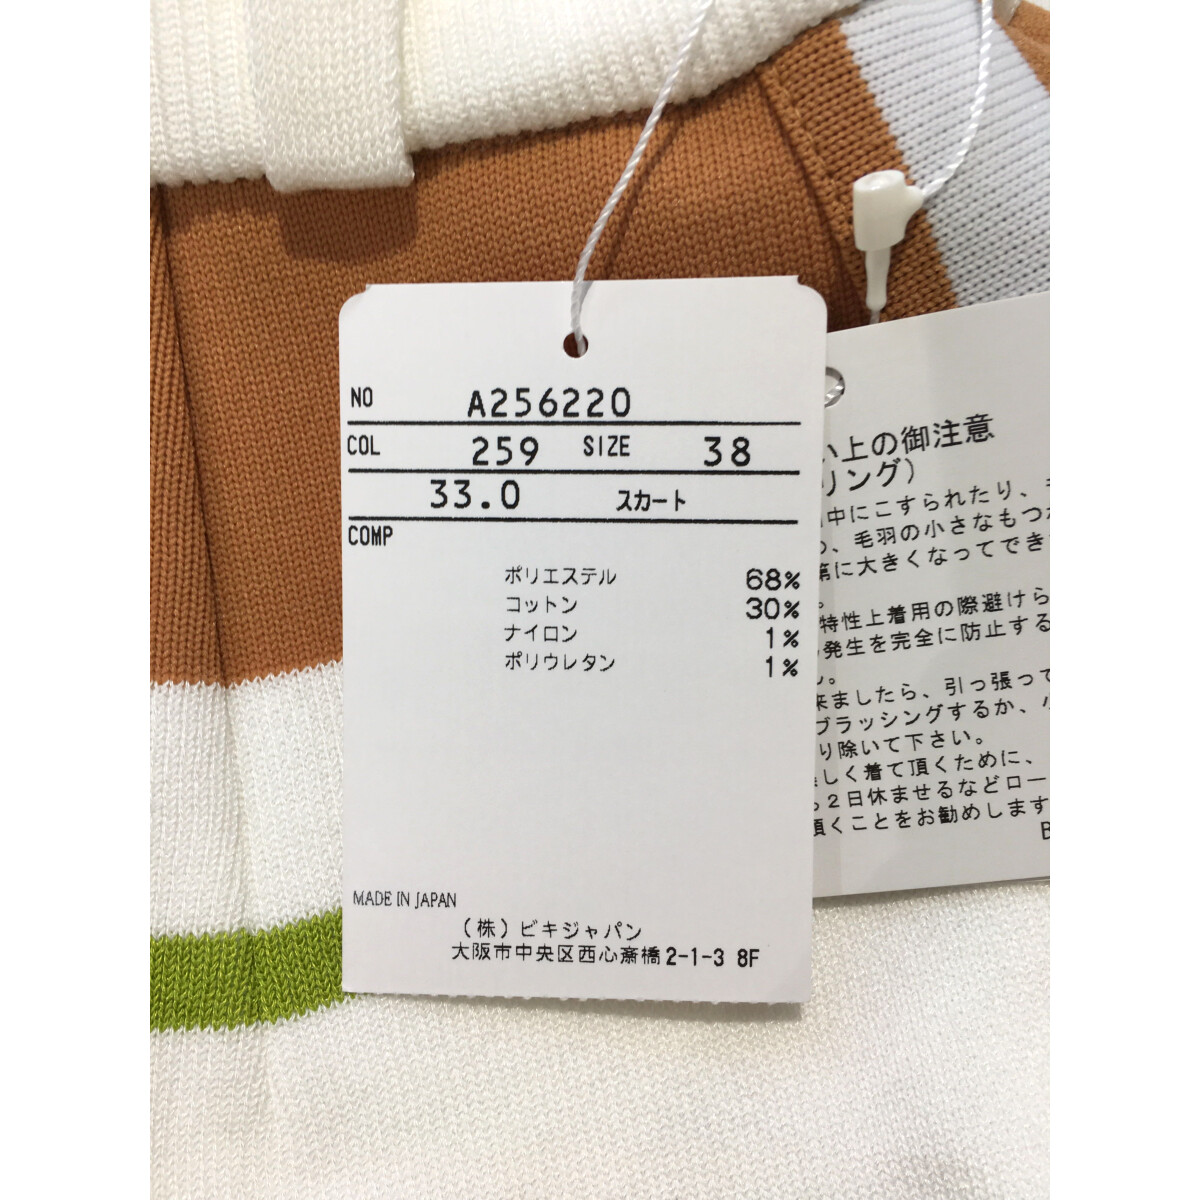 NO A256220
COL 259 SIZE 38
33.0 スカート
COMP
ポリエステル 68%
コットン 30%
ナイロン 1%
ポリウレタン 1%
MADE IN JAPAN
(株)ビキジャパン
大阪市中央区西心斎橋2-1-3 8F
い上の御注意
リング)
中にこすられたり、
、毛羽の小さなもつ
第に大きくなってでき
。
特性上着用の際避けら
発生を完全に防止する
ん。
来ましたら、引っ張って
ブラッシングするか、
り除いて下さい。
しく着て頂くために、
2日休ませるなどロー
頂くことをお勧めします